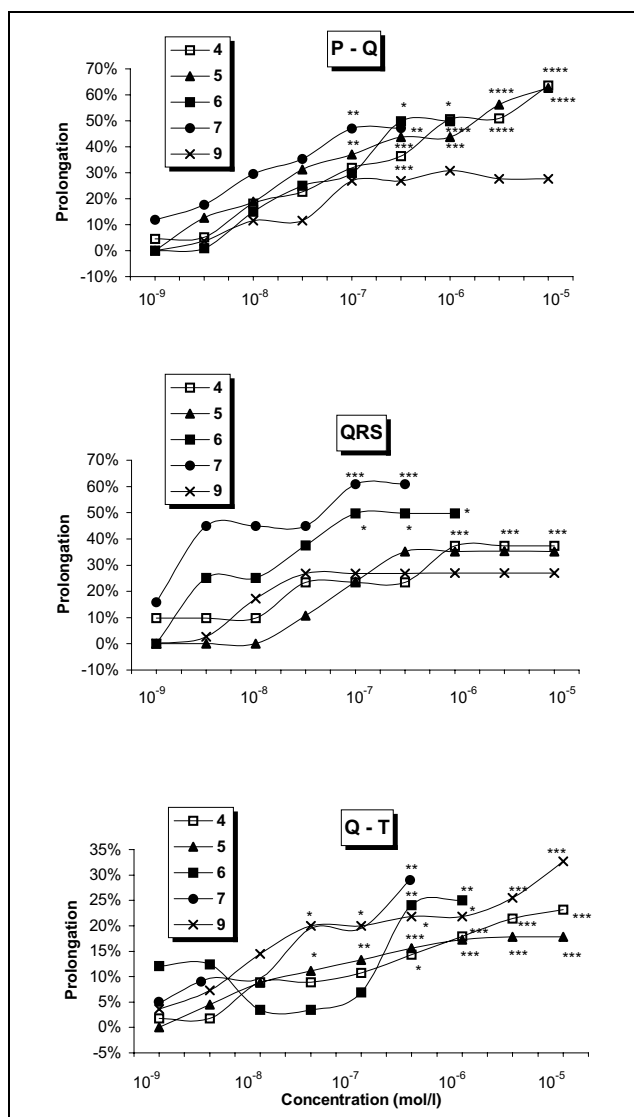 P - Q
4
5
6
7
9
70%
60%
50%
40%
30%
20%
10%
0%
-10%
Prolongation
** * * **** **** ****
** ** *** *** **** *** ****
10-9 10-8 10-7 10-6 10-5
4
5
6
7
9
QRS
70%
60%
50%
40%
30%
20%
10%
0%
-10%
Prolongation
*** ***
* * * *** *** ***
10-9 10-8 10-7 10-6 10-5
4
5
6
7
9
Q - T
35%
30%
25%
20%
15%
10%
5%
0%
-5%
Prolongation
* * ** ** ** * *** ***
* ** *** * * *** *** *** *** *** ***
10-9 10-8 10-7 10-6 10-5
Concentration (mol/l)